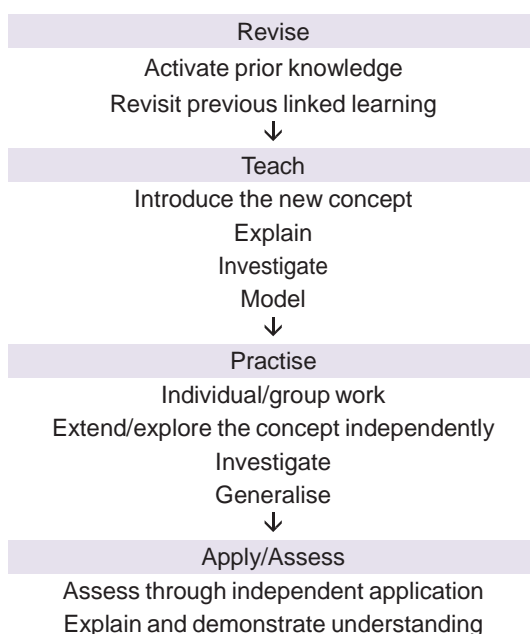 Revise
Activate prior knowledge
Revisit previous linked learning
↓
Teach
Introduce the new concept
Explain
Investigate
Model
↓
Practise
Individual/group work
Extend/explore the concept independently
Investigate
Generalise
↓
Apply/Assess
Assess through independent application
Explain and demonstrate understanding